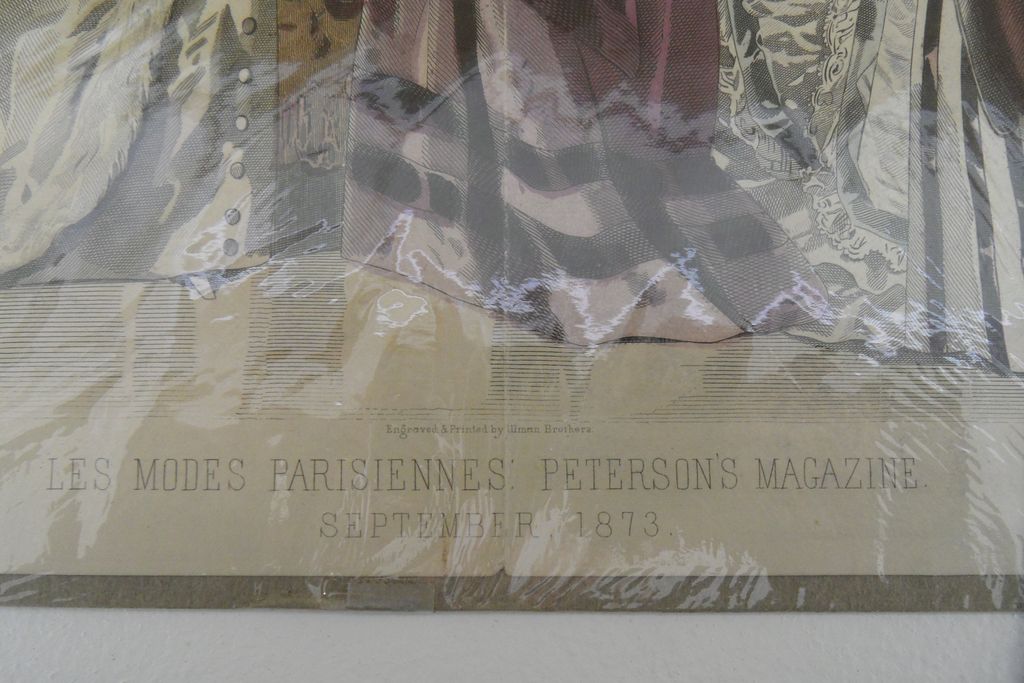 Engraved & Printed by Illman Brothers.
LES MODES PARISIENNES: PETERSON'S MAGAZINE.
SEPTEMBER, 1873.